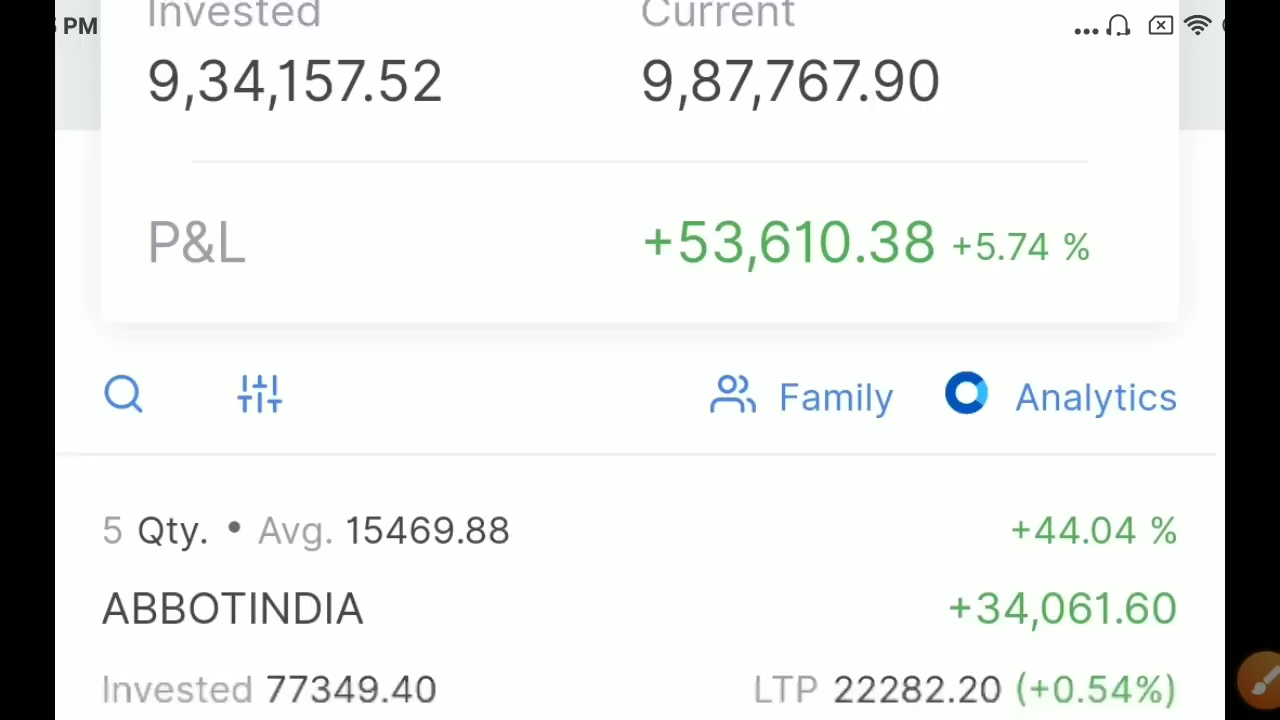 PM
Invested Current
9,34,157.52 9,87,767.90
P&L +53,610.38 +5.74 %
Family Analytics
5 Qty. • Avg. 15469.88 +44.04 %
ABBOTINDIA +34,061.60
Invested 77349.40 LTP 22282.20 (+0.54%)